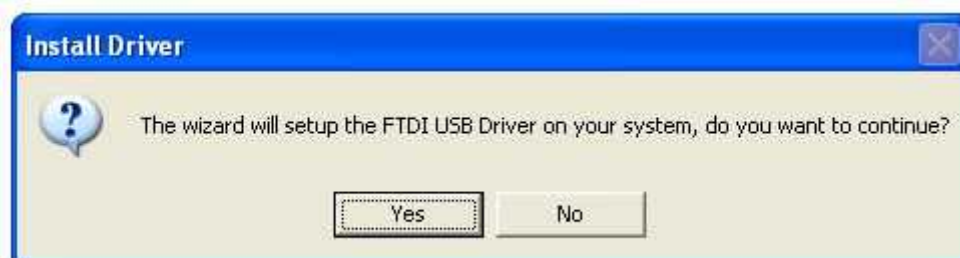 Install Driver
The wizard will setup the FTDI USB Driver on your system, do you want to continue?
Yes
No